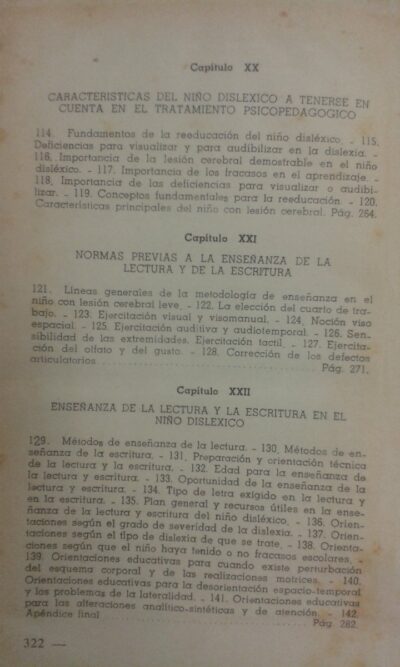 Capítulo XX
CARACTERISTICAS DEL NIÑO DISLEXICO A TENERSE EN
CUENTA EN EL TRATAMIENTO PSICOPEDAGOGICO
114. Fundamentos de la reeducación del niño disléxico. - 115.
Deficiencias para visualizar y para audibilizar en la dislexia. -
116. Importancia de la lesión cerebral demostrable en el niño
disléxico. - 117. Importancia de los fracasos en el aprendizaje. -
118. Importancia de las deficiencias para visualizar o audibi-
lizar. - 119. Conceptos fundamentales para la reeducación. - 120.
Características principales del niño con lesión cerebral. Pág. 264.
Capítulo XXI
NORMAS PREVIAS A LA ENSEÑANZA DE LA
LECTURA Y DE LA ESCRITURA
121. Líneas generales de la metodología de enseñanza en el
niño con lesión cerebral leve. - 122. La elección del cuarto de tra-
bajo. - 123. Ejercitación visual y visomanual. - 124. Noción viso
espacial. - 125. Ejercitación auditiva y audiotemporal. - 126. Sen-
sibilidad de las extremidades. Ejercitación tactil. - 127. Ejercita-
ción del olfato y del gusto. - 128. Corrección de los defectos
articulatorios ........................ Pág. 271.
Capítulo XXII
ENSEÑANZA DE LA LECTURA Y LA ESCRITURA EN EL
NIÑO DISLEXICO
129. Métodos de enseñanza de la lectura. - 130. Métodos de en-
señanza de la escritura. - 131. Preparación y orientación técnica
de la lectura y la escritura. - 132. Edad para la enseñanza de
la lectura y escritura. - 133. Oportunidad de la enseñanza de la
lectura y escritura. - 134. Tipo de letra exigido en la lectura y
en la escritura. - 135. Plan general y recursos útiles en la ense-
ñanza de la lectura y escritura del niño disléxico. - 136. Orien-
taciones según el grado de severidad de la dislexia. - 137. Orien-
taciones según el tipo de dislexia de que se trate. - 138. Orienta-
ciones según que el niño haya tenido o no fracasos escolares. -
139. Orientaciones educativas para cuando existe perturbación
del esquema corporal y de las realizaciones motrices. - 140.
Orientaciones educativas para la desorientación espacio-temporal
y los problemas de la lateralidad. - 141. Orientaciones educativas
para las alteraciones analítico-sintéticas y de atención. - 142.
Apéndice final ........................ Pág. 282.
322 —